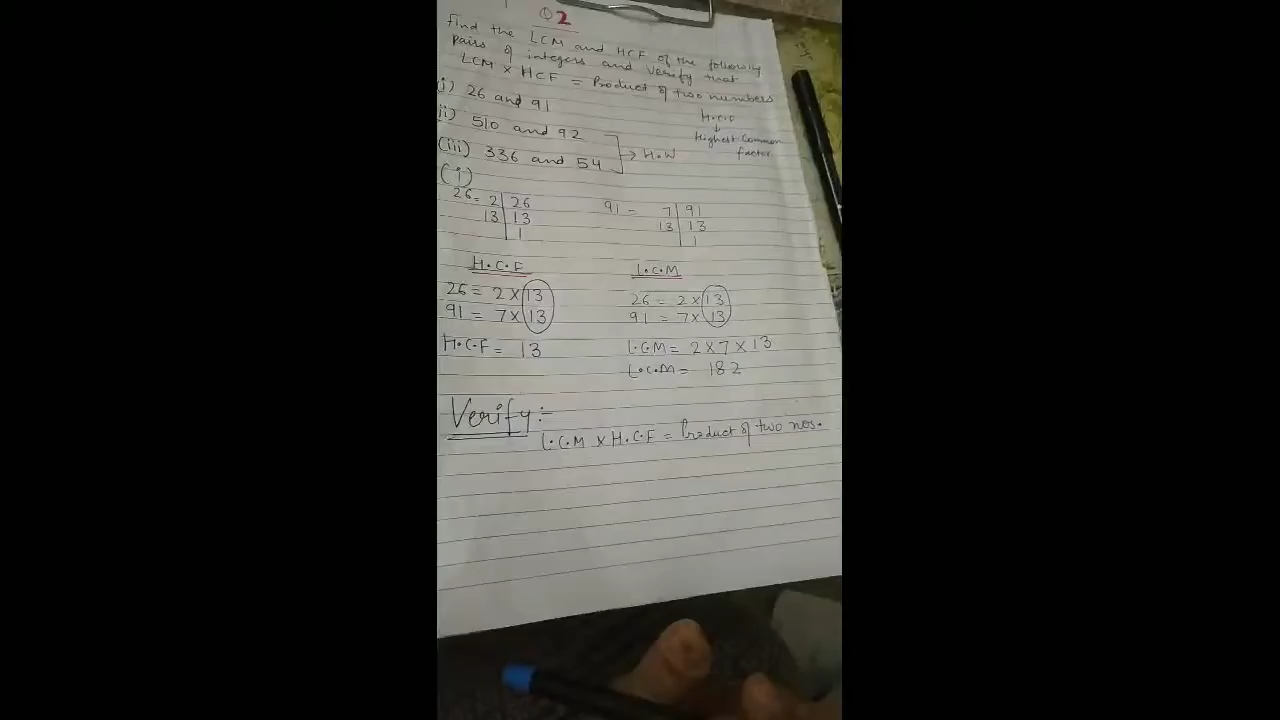 Q2
Find the LCM and HCF of the following
pairs of integers and verify that
LCM × HCF = Product of two numbers
(i) 26 and 91
ii) 510 and 92
(iii) 336 and 54
→ H.W
H.C.F
↓
Highest Common
factor
(i)
26= 2 | 26
13 | 13
| 1
91 = 7 | 91
13 | 13
| 1
H.C.F
26 = 2 × 13
91 = 7 × 13
H.C.F = 13
L.C.M
26 = 2 × 13
91 = 7 × 13
L.C.M = 2 × 7 × 13
L.C.M = 182
Verify :-
L.C.M × H.C.F = Product of two nos.